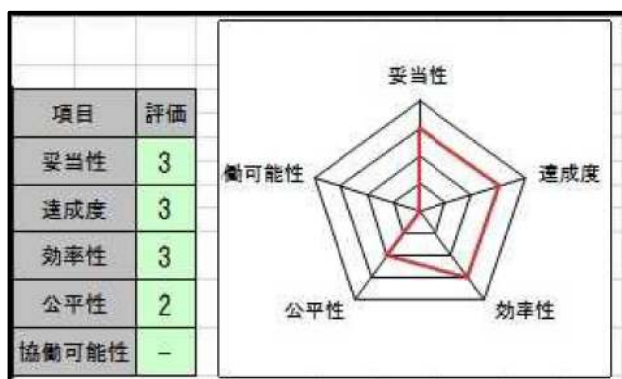 項目 評価
妥当性 3
達成度 3
効率性 3
公平性 2
協働可能性 －
妥当性
達成度
効率性
公平性
働可能性